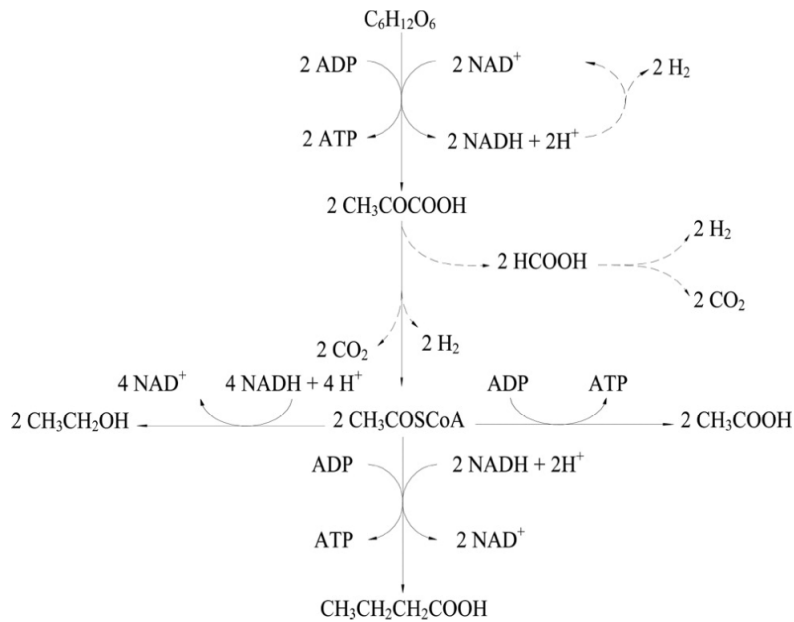 C₆H₁₂O₆
2 ADP 2 NAD⁺ 2 H₂
2 ATP 2 NADH + 2H⁺
2 CH₃COCOOH
2 H₂
2 HCOOH
2 CO₂
2 CO₂ 2 H₂
4 NAD⁺ 4 NADH + 4 H⁺ ADP ATP
2 CH₃CH₂OH 2 CH₃COSCoA 2 CH₃COOH
ADP 2 NADH + 2H⁺
ATP 2 NAD⁺
CH₃CH₂CH₂COOH